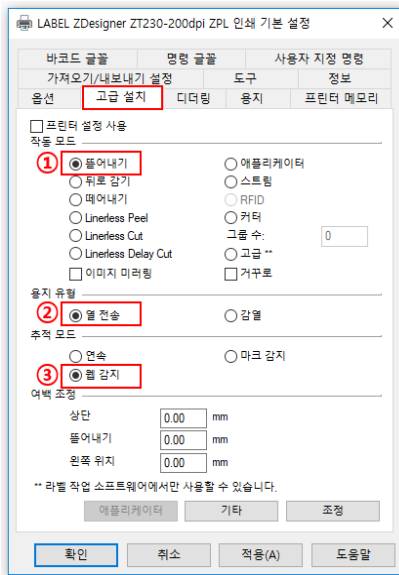 LABEL ZDesigner ZT230-200dpi ZPL 인쇄 기본 설정
바코드 글꼴 명령 글꼴 사용자 지정 명령
가져오기/내보내기 설정 도구 정보
옵션 고급 설치 디더링 용지 프린터 메모리
프린터 설정 사용
작동 모드
① 뜯어내기 애플리케이터
뒤로 감기 스트림
떼어내기 RFID
Linerless Peel 커터
Linerless Cut 그룹 수: 0
Linerless Delay Cut 고급 **
이미지 미러링 거꾸로
용지 유형
② 열 전송 감열
추적 모드
연속 마크 감지
③ 웹 감지
여백 조정
상단 0.00 mm
뜯어내기 0.00 mm
왼쪽 위치 0.00 mm
** 라벨 작업 소프트웨어에서만 사용할 수 있습니다.
애플리케이터 기타 조정
확인 취소 적용(A) 도움말